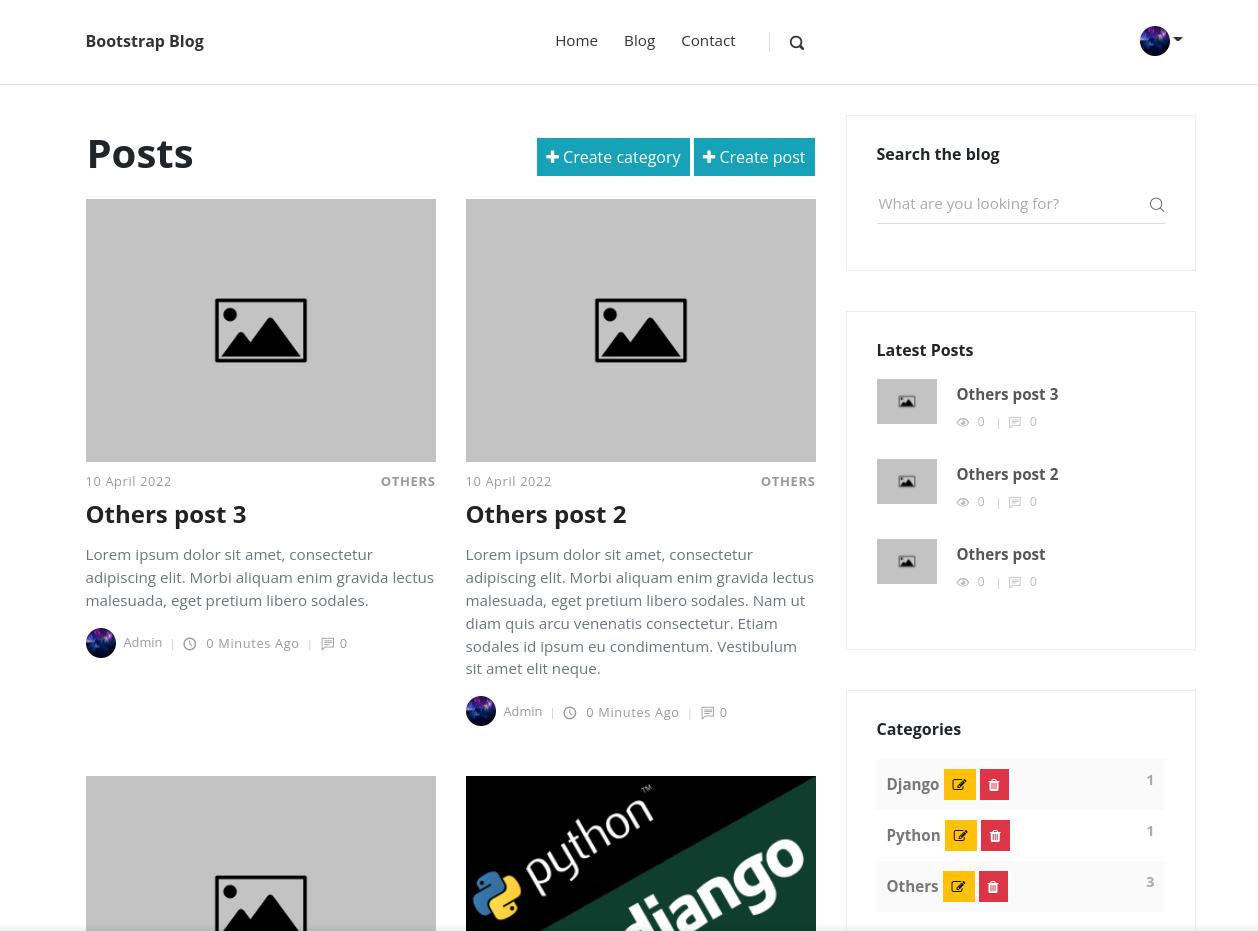 Bootstrap Blog
Home
Blog
Contact
Posts
Create category
Create post
10 April 2022
OTHERS
Others post 3
Lorem ipsum dolor sit amet, consectetur
adipiscing elit. Morbi aliquam enim gravida lectus
malesuada, eget pretium libero sodales.
Admin | 0 Minutes Ago | 0
10 April 2022
OTHERS
Others post 2
Lorem ipsum dolor sit amet, consectetur
adipiscing elit. Morbi aliquam enim gravida lectus
malesuada, eget pretium libero sodales. Nam ut
diam quis arcu venenatis consectetur. Etiam
sodales id ipsum eu condimentum. Vestibulum
sit amet elit neque.
Admin | 0 Minutes Ago | 0
python™
django
Search the blog
What are you looking for?
Latest Posts
Others post 3
0 | 0
Others post 2
0 | 0
Others post
0 | 0
Categories
Django 1
Python 1
Others 3